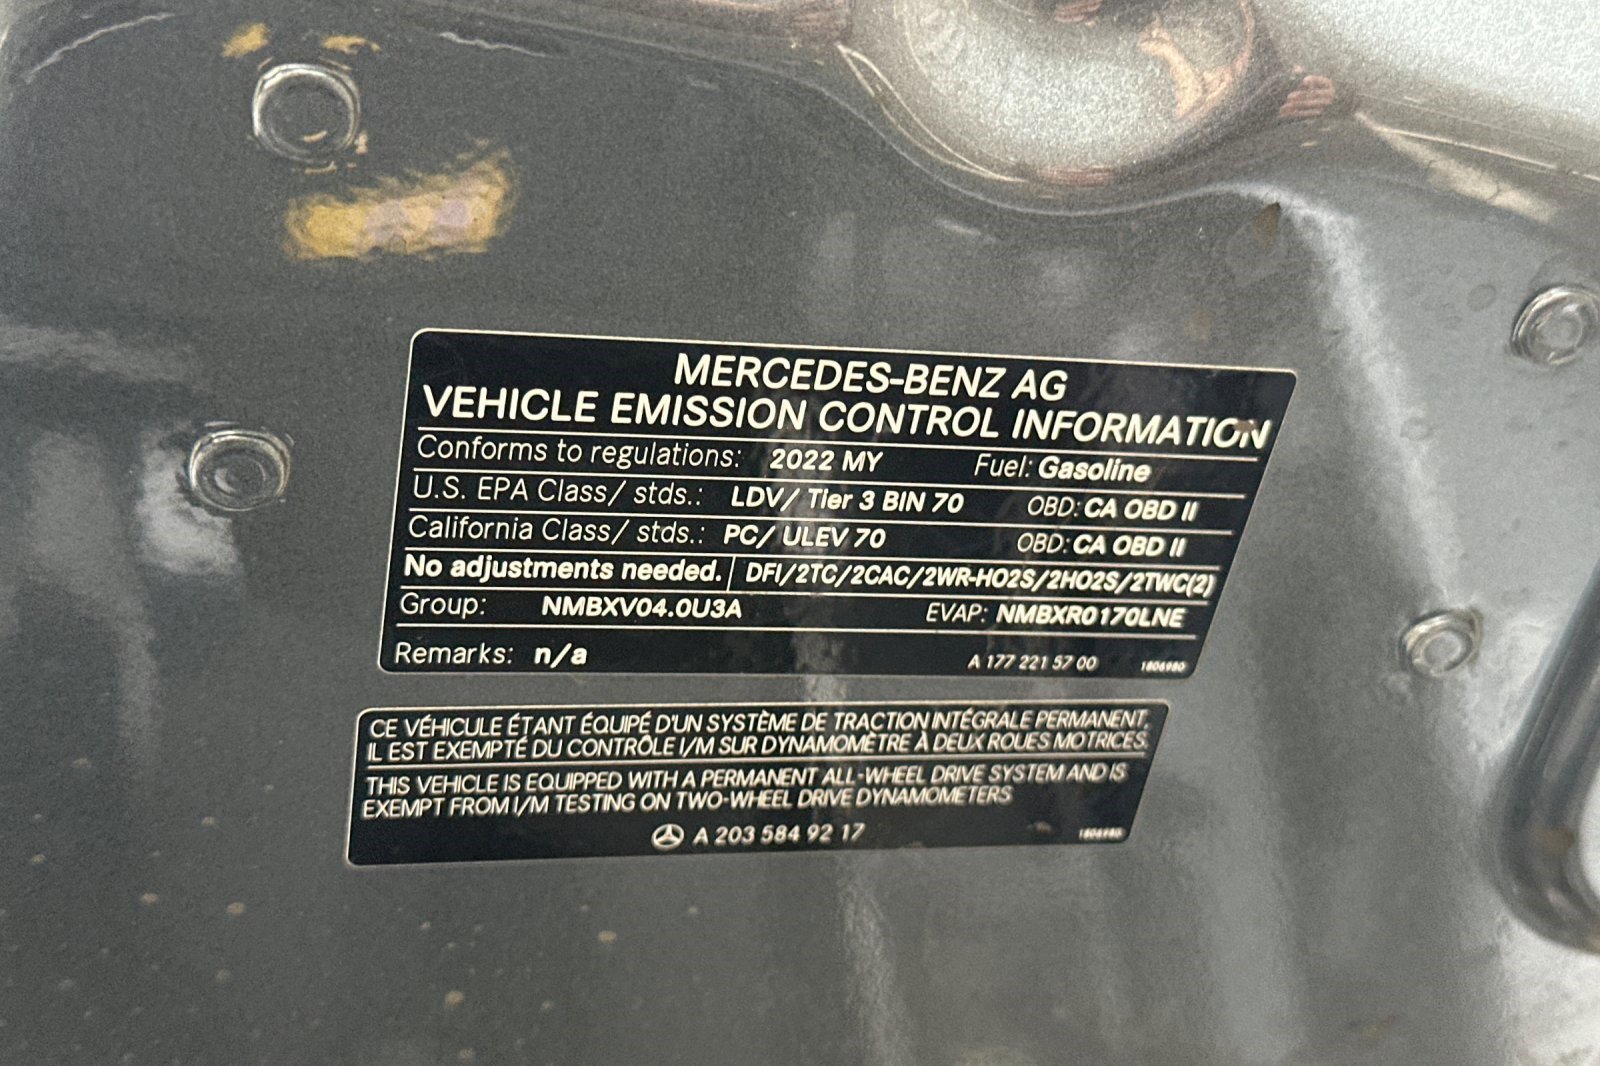 MERCEDES-BENZ AG
VEHICLE EMISSION CONTROL INFORMATION
Conforms to regulations: 2022 MY Fuel: Gasoline
U.S. EPA Class/ stds.: LDV/ Tier 3 BIN 70 OBD: CA OBD II
California Class/ stds.: PC/ ULEV 70 OBD: CA OBD II
No adjustments needed. DFI/2TC/2CAC/2WR-HO2S/2HO2S/2TWC(2)
Group: NMBXV04.0U3A EVAP: NMBXR0170LNE
Remarks: n/a A 177 221 57 00 1806980
CE VÉHICULE ÉTANT ÉQUIPÉ D'UN SYSTÈME DE TRACTION INTÉGRALE PERMANENT,
IL EST EXEMPTÉ DU CONTRÔLE I/M SUR DYNAMOMÈTRE À DEUX ROUES MOTRICES.
THIS VEHICLE IS EQUIPPED WITH A PERMANENT ALL-WHEEL DRIVE SYSTEM AND IS
EXEMPT FROM I/M TESTING ON TWO-WHEEL DRIVE DYNAMOMETERS
A 203 584 92 17